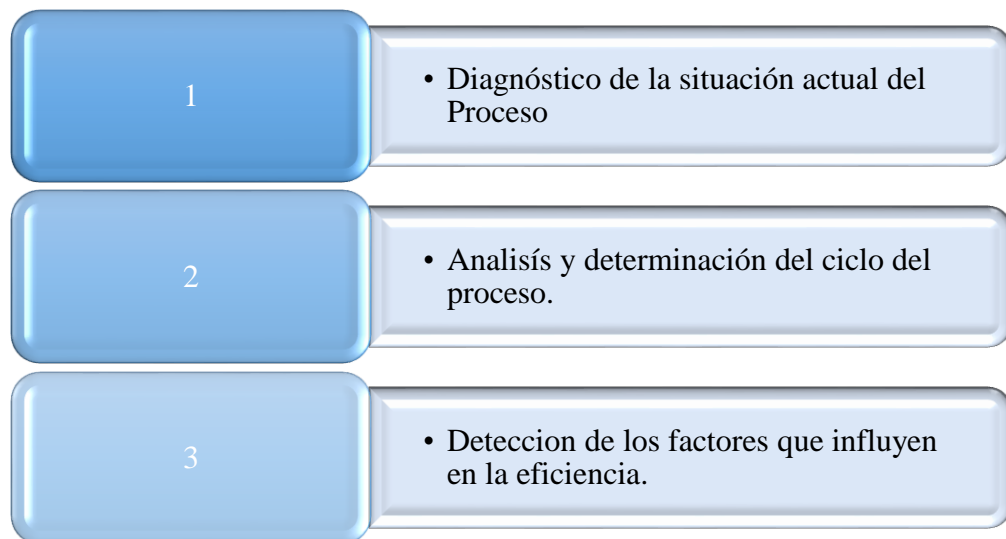 1
• Diagnóstico de la situación actual del
Proceso
2
• Analisís y determinación del ciclo del
proceso.
3
• Deteccion de los factores que influyen
en la eficiencia.